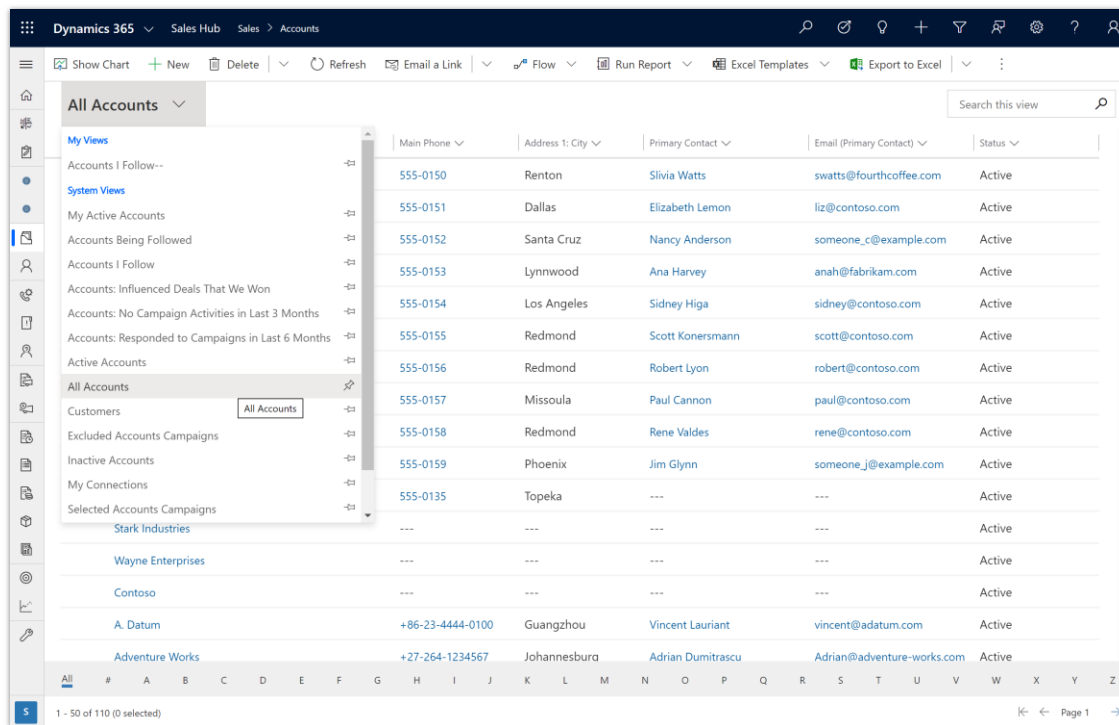 Dynamics 365 Sales Hub Sales > Accounts
Show Chart New Delete Refresh Email a Link Flow Run Report Excel Templates Export to Excel
All Accounts Search this view
My Views
Accounts I Follow--
System Views
My Active Accounts
Accounts Being Followed
Accounts I Follow
Accounts: Influenced Deals That We Won
Accounts: No Campaign Activities in Last 3 Months
Accounts: Responded to Campaigns in Last 6 Months
Active Accounts
All Accounts
All Accounts
Customers
Excluded Accounts Campaigns
Inactive Accounts
My Connections
Selected Accounts Campaigns
Main Phone Address 1: City Primary Contact Email (Primary Contact) Status
555-0150 Renton Slivia Watts swatts@fourthcoffee.com Active
555-0151 Dallas Elizabeth Lemon liz@contoso.com Active
555-0152 Santa Cruz Nancy Anderson someone_c@example.com Active
555-0153 Lynnwood Ana Harvey anah@fabrikam.com Active
555-0154 Los Angeles Sidney Higa sidney@contoso.com Active
555-0155 Redmond Scott Konersmann scott@contoso.com Active
555-0156 Redmond Robert Lyon robert@contoso.com Active
555-0157 Missoula Paul Cannon paul@contoso.com Active
555-0158 Redmond Rene Valdes rene@contoso.com Active
555-0159 Phoenix Jim Glynn someone_j@example.com Active
555-0135 Topeka --- --- Active
Stark Industries --- --- --- --- Active
Wayne Enterprises --- --- --- --- Active
Contoso --- --- --- --- Active
A. Datum +86-23-4444-0100 Guangzhou Vincent Lauriant vincent@adatum.com Active
Adventure Works +27-264-1234567 Johannesburg Adrian Dumitrascu Adrian@adventure-works.com Active
All # A B C D E F G H I J K L M N O P Q R S T U V W X Y Z
S 1 - 50 of 110 (0 selected) Page 1